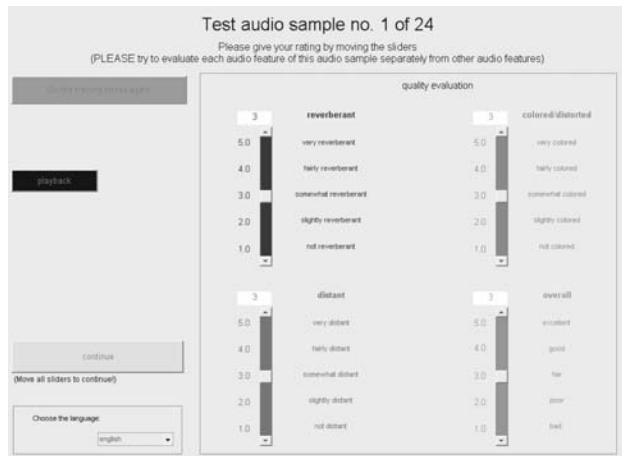 Test audio sample no. 1 of 24
Please give your rating by moving the sliders
(PLEASE try to evaluate each audio feature of this audio sample separately from other audio features)
playback
continue
(Move all sliders to continue!)
Choose the language:
english
quality evaluation
3 reverberant
5.0 very reverberant
4.0 fairly reverberant
3.0 somewhat reverberant
2.0 slightly reverberant
1.0 not reverberant
3 colored/distorted
5.0 very colored
4.0 fairly colored
3.0 somewhat colored
2.0 slightly colored
1.0 not colored
3 distant
5.0 very distant
4.0 fairly distant
3.0 somewhat distant
2.0 slightly distant
1.0 not distant
3 overall
5.0 excellent
4.0 good
3.0 fair
2.0 poor
1.0 bad